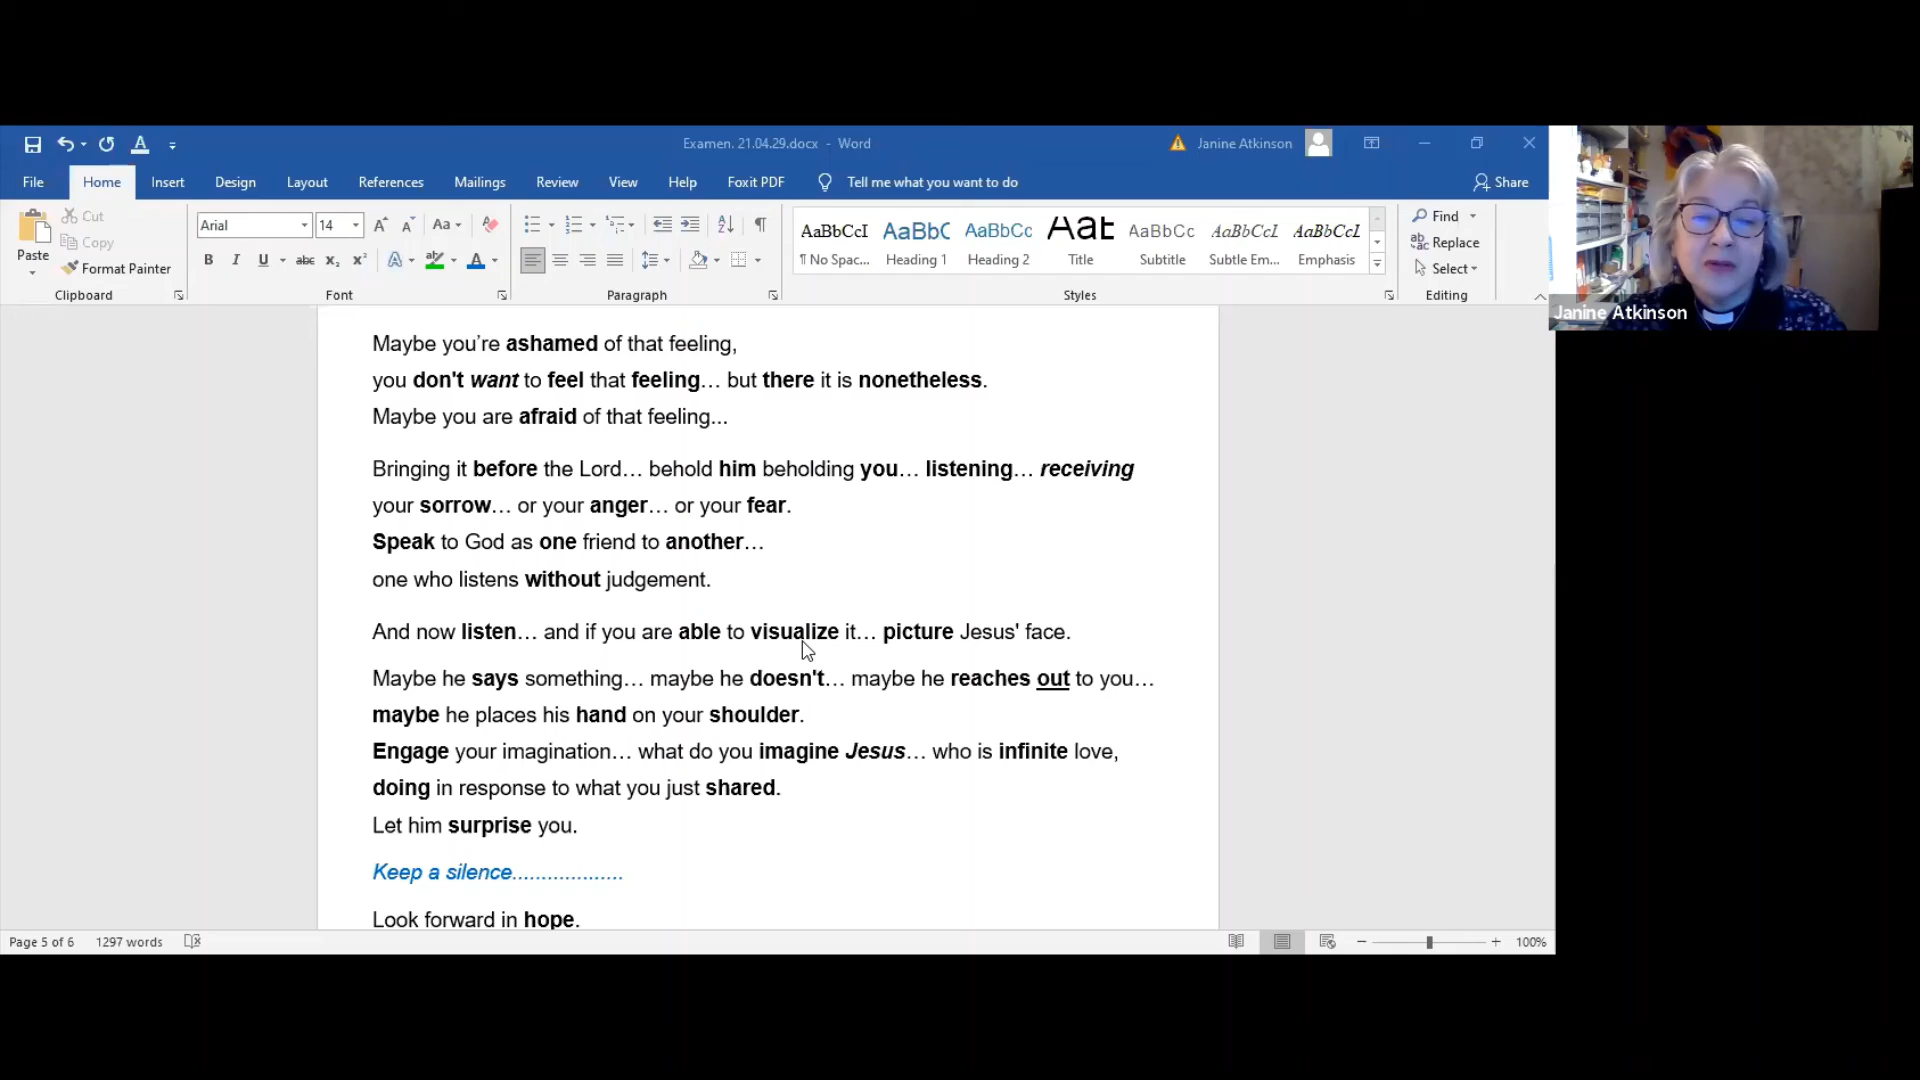 Examen. 21.04.29.docx - Word
Janine Atkinson
File Home Insert Design Layout References Mailings Review View Help Foxit PDF Tell me what you want to do Share
Paste
Cut
Copy
Format Painter
Clipboard
Arial 14
Aa
B I U abc x₂ x²
Font
Paragraph
AaBbCcI AaBbC AaBbCc AaB AaBbCc AaBbCcI AaBbCcI
¶ No Spac... Heading 1 Heading 2 Title Subtitle Subtle Em... Emphasis
Styles
Find
Replace
Select
Editing
Janine Atkinson
Maybe you're ashamed of that feeling,
you don't want to feel that feeling… but there it is nonetheless.
Maybe you are afraid of that feeling...
Bringing it before the Lord… behold him beholding you… listening… receiving
your sorrow… or your anger… or your fear.
Speak to God as one friend to another…
one who listens without judgement.
And now listen… and if you are able to visualize it… picture Jesus' face.
Maybe he says something… maybe he doesn't… maybe he reaches out to you…
maybe he places his hand on your shoulder.
Engage your imagination… what do you imagine Jesus… who is infinite love,
doing in response to what you just shared.
Let him surprise you.
Keep a silence...................
Look forward in hope.
Page 5 of 6 1297 words 100%